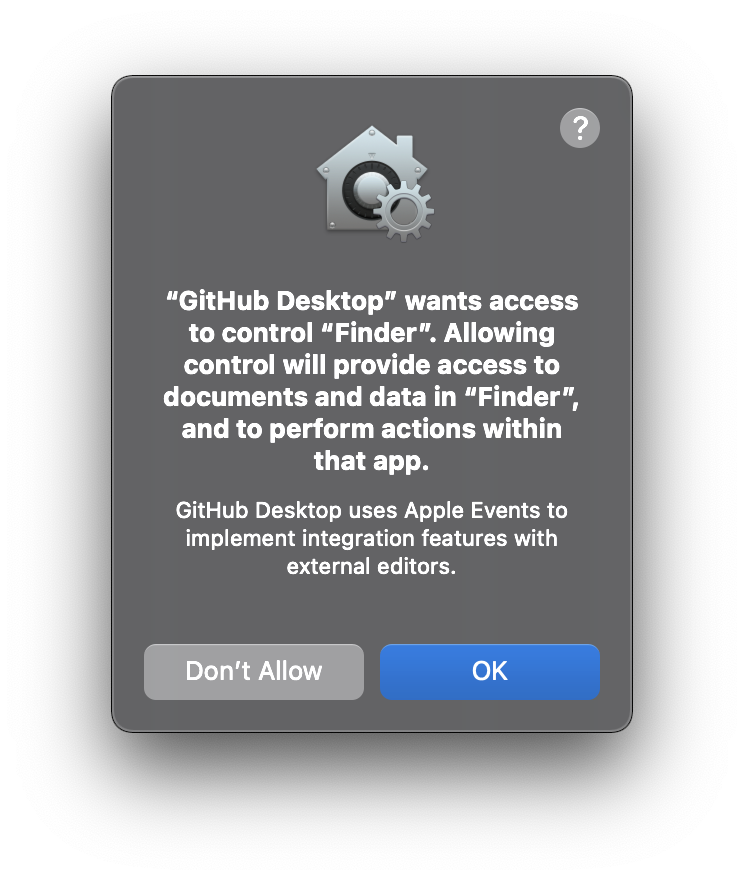 ?
“GitHub Desktop” wants access
to control “Finder”. Allowing
control will provide access to
documents and data in “Finder”,
and to perform actions within
that app.
GitHub Desktop uses Apple Events to
implement integration features with
external editors.
Don’t Allow
OK